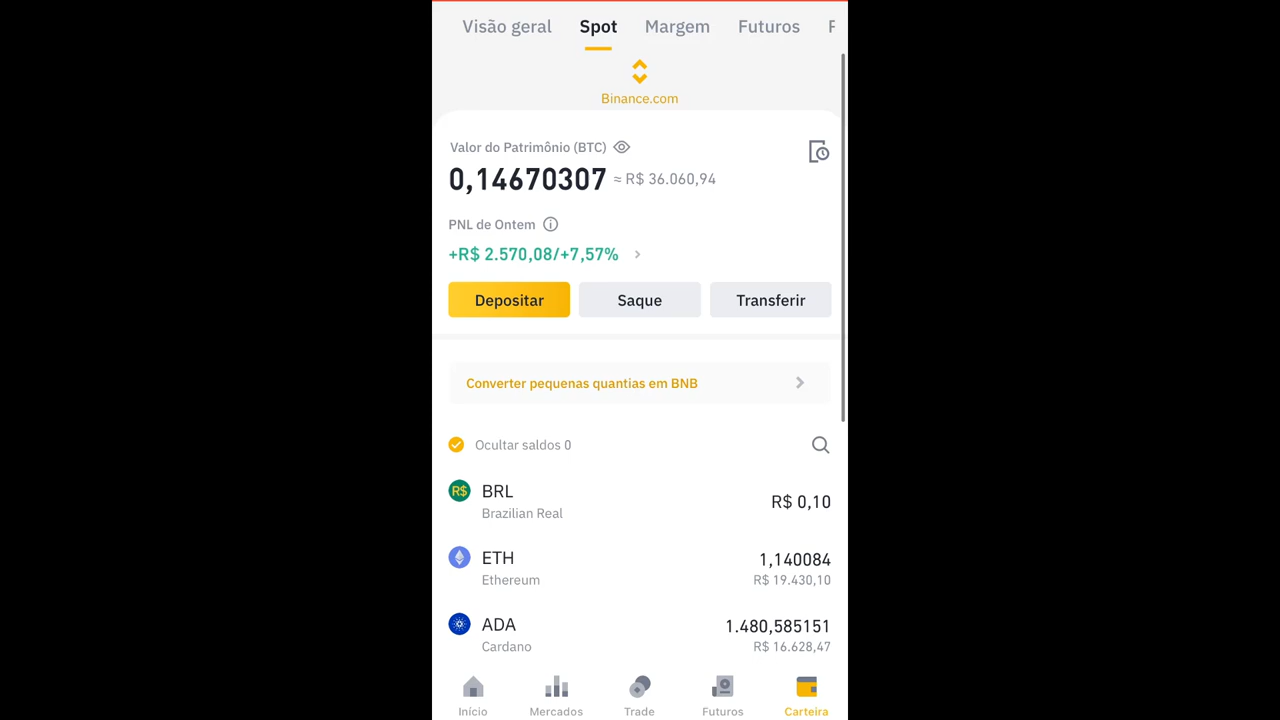 Visão geral Spot Margem Futuros F
Binance.com
Valor do Patrimônio (BTC)
0,14670307 ≈ R$ 36.060,94
PNL de Ontem
+R$ 2.570,08/+7,57%
Depositar Saque Transferir
Converter pequenas quantias em BNB
Ocultar saldos 0
R$ BRL R$ 0,10
Brazilian Real
ETH 1,140084
Ethereum R$ 19.430,10
ADA 1.480,585151
Cardano R$ 16.628,47
Início Mercados Trade Futuros Carteira